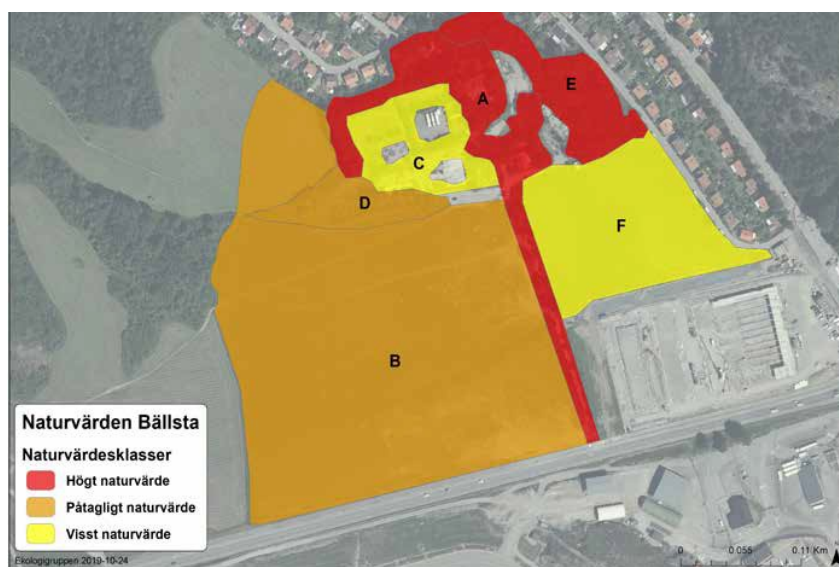 A
E
C
D
F
B
Naturvärden Bällsta
Naturvärdesklasser
Högt naturvärde
Påtagligt naturvärde
Visst naturvärde
Ekologigruppen 2019-10-24
0 0.055 0.11 Km